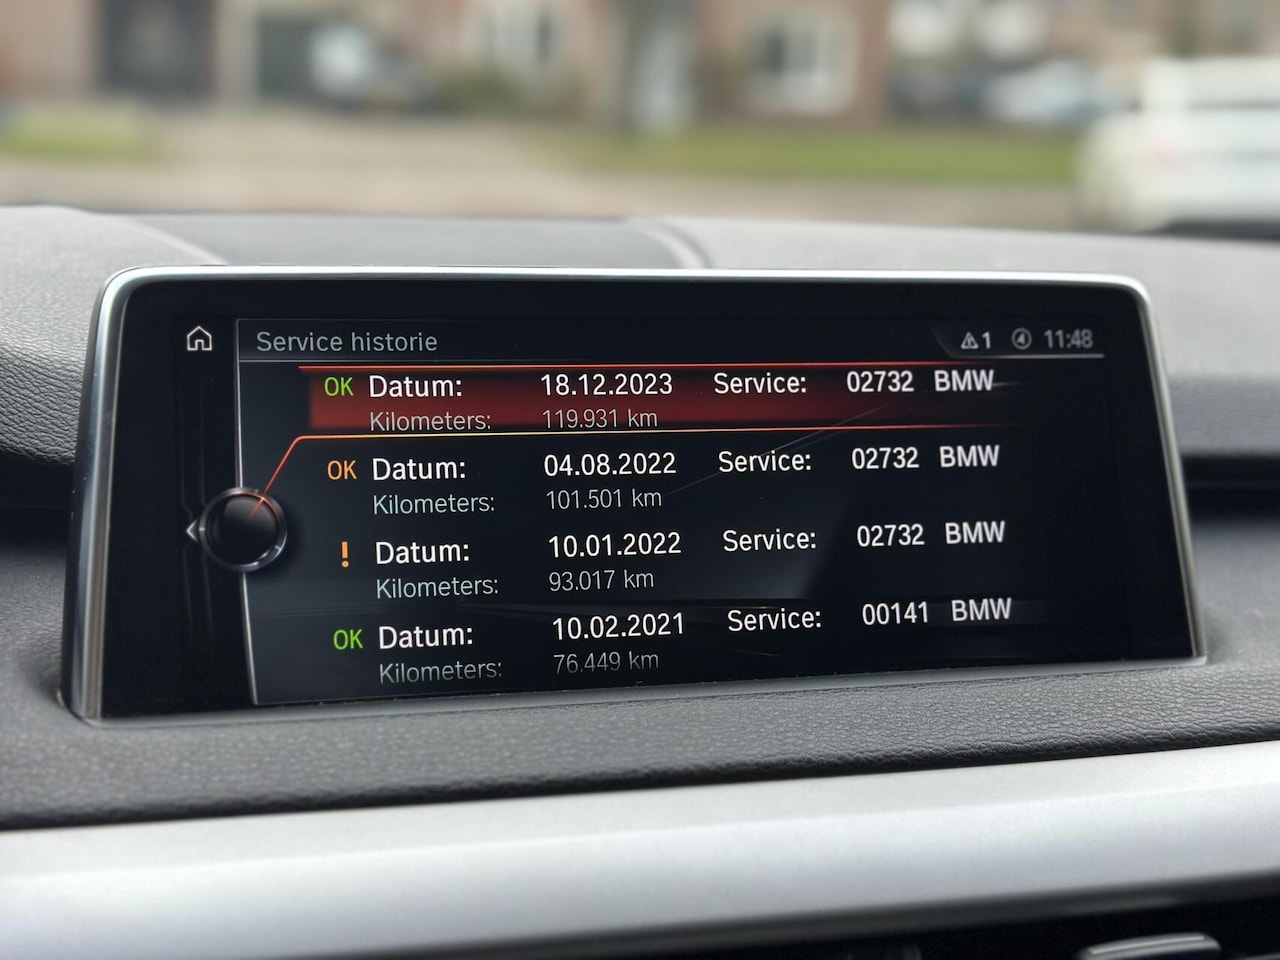 Service historie 1 11:48
OK Datum: 18.12.2023 Service: 02732 BMW
Kilometers: 119.931 km
OK Datum: 04.08.2022 Service: 02732 BMW
Kilometers: 101.501 km
! Datum: 10.01.2022 Service: 02732 BMW
Kilometers: 93.017 km
OK Datum: 10.02.2021 Service: 00141 BMW
Kilometers: 76.449 km